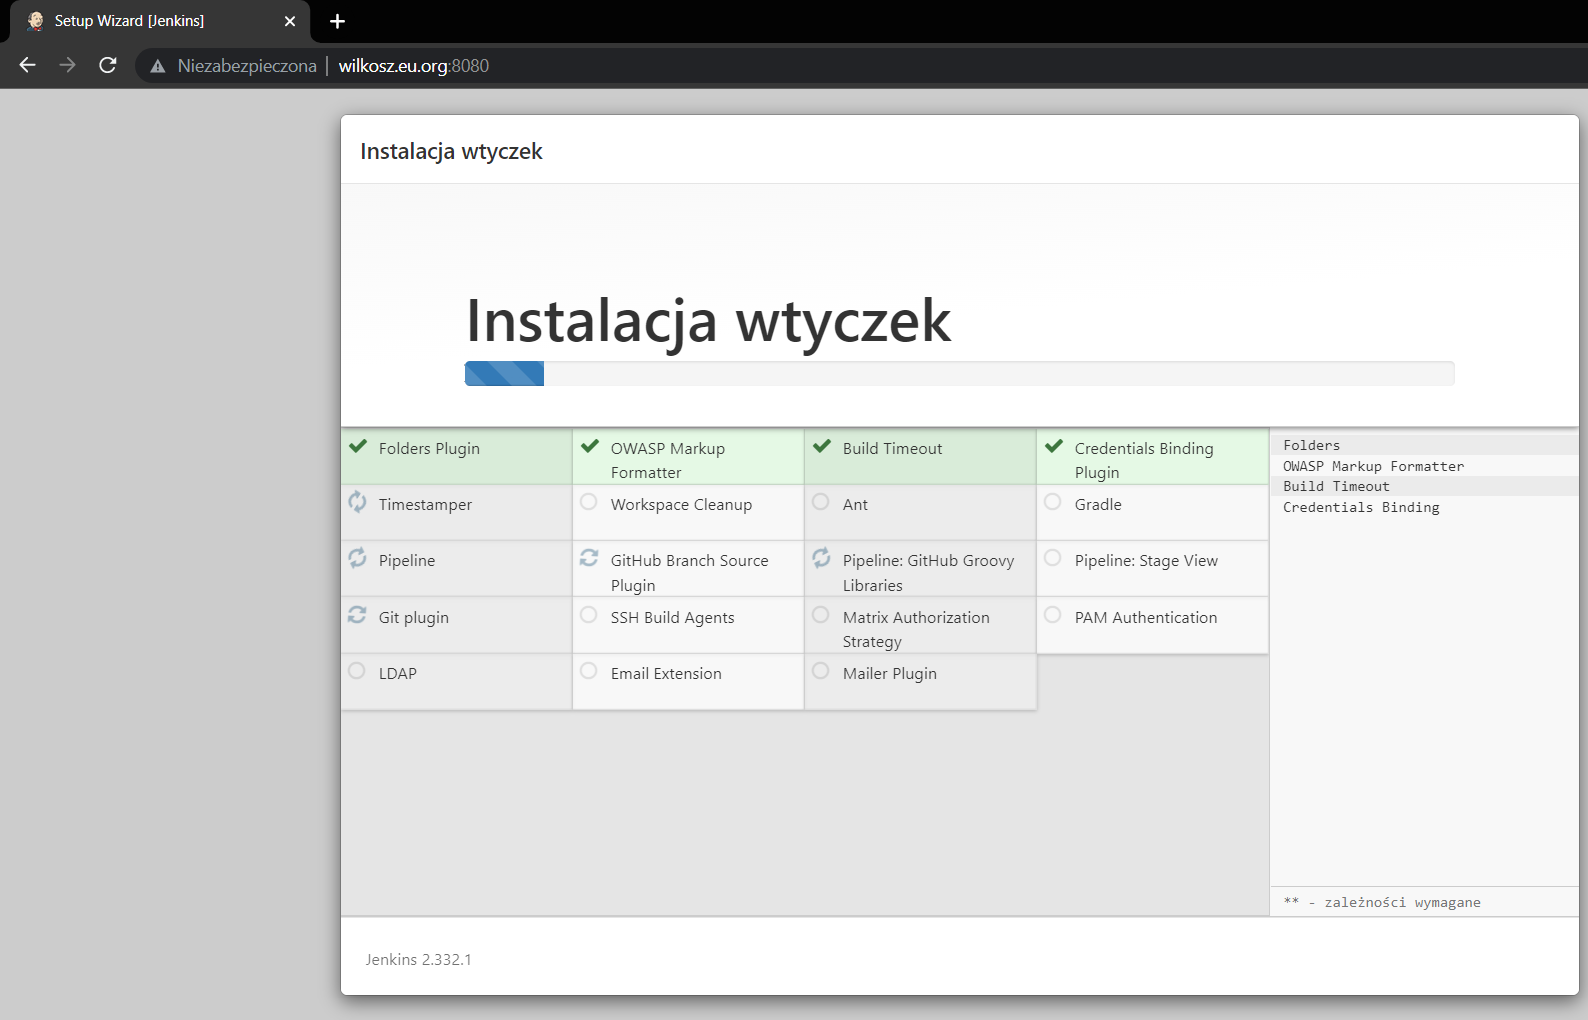 Setup Wizard [Jenkins]
Niezabezpieczona | wilkosz.eu.org:8080
Instalacja wtyczek
Instalacja wtyczek
Folders Plugin
OWASP Markup
Formatter
Build Timeout
Credentials Binding
Plugin
Timestamper
Workspace Cleanup
Ant
Gradle
Pipeline
GitHub Branch Source
Plugin
Pipeline: GitHub Groovy
Libraries
Pipeline: Stage View
Git plugin
SSH Build Agents
Matrix Authorization
Strategy
PAM Authentication
LDAP
Email Extension
Mailer Plugin
Folders
OWASP Markup Formatter
Build Timeout
Credentials Binding
** - zależności wymagane
Jenkins 2.332.1